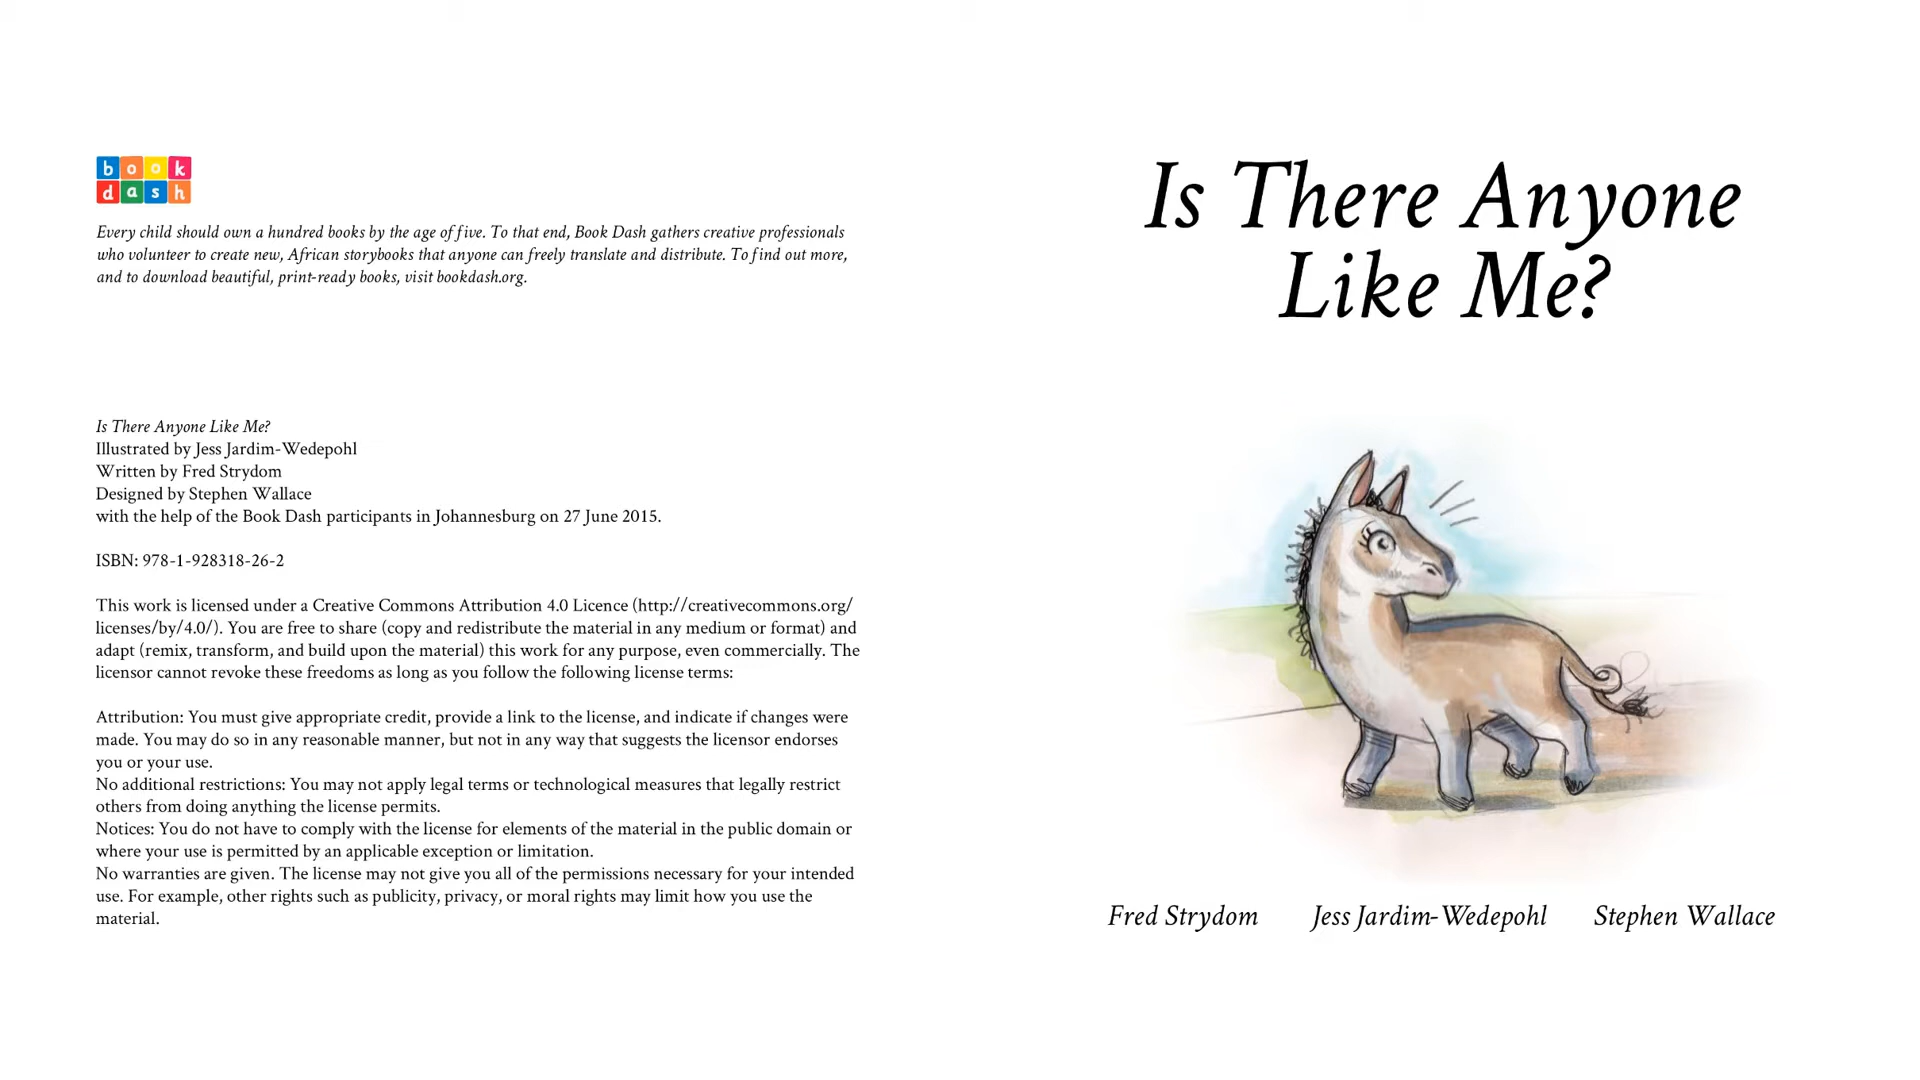 book
dash
Every child should own a hundred books by the age of five. To that end, Book Dash gathers creative professionals
who volunteer to create new, African storybooks that anyone can freely translate and distribute. To find out more,
and to download beautiful, print-ready books, visit bookdash.org.
Is There Anyone Like Me?
Illustrated by Jess Jardim-Wedepohl
Written by Fred Strydom
Designed by Stephen Wallace
with the help of the Book Dash participants in Johannesburg on 27 June 2015.
ISBN: 978-1-928318-26-2
This work is licensed under a Creative Commons Attribution 4.0 Licence (http://creativecommons.org/
licenses/by/4.0/). You are free to share (copy and redistribute the material in any medium or format) and
adapt (remix, transform, and build upon the material) this work for any purpose, even commercially. The
licensor cannot revoke these freedoms as long as you follow the following license terms:
Attribution: You must give appropriate credit, provide a link to the license, and indicate if changes were
made. You may do so in any reasonable manner, but not in any way that suggests the licensor endorses
you or your use.
No additional restrictions: You may not apply legal terms or technological measures that legally restrict
others from doing anything the license permits.
Notices: You do not have to comply with the license for elements of the material in the public domain or
where your use is permitted by an applicable exception or limitation.
No warranties are given. The license may not give you all of the permissions necessary for your intended
use. For example, other rights such as publicity, privacy, or moral rights may limit how you use the
material.
Is There Anyone
Like Me?
Fred Strydom Jess Jardim-Wedepohl Stephen Wallace